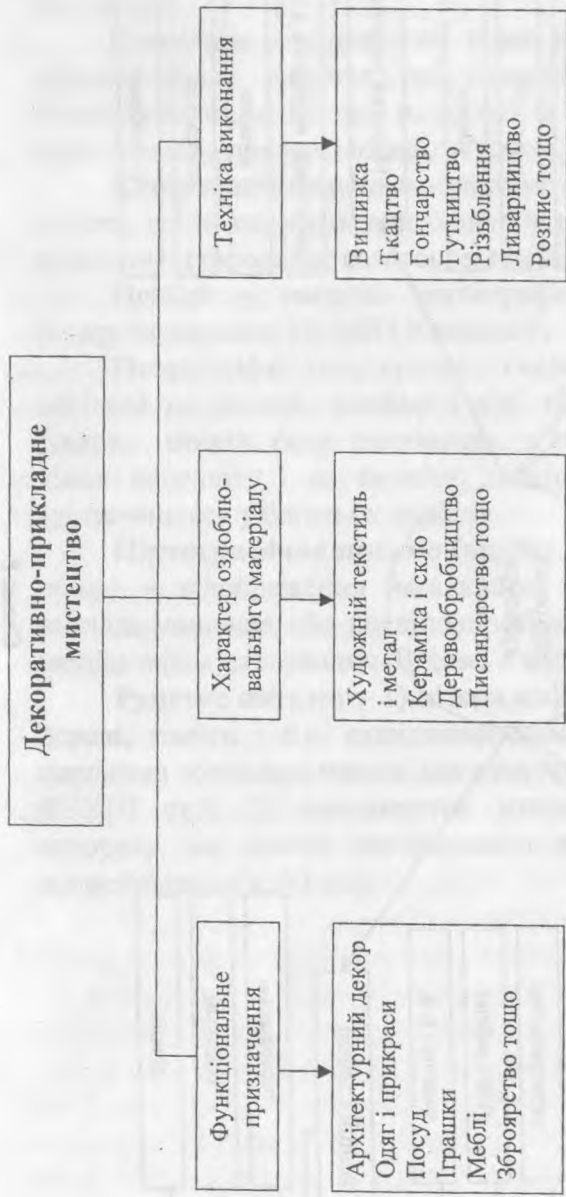 Декоративно-прикладне
мистецтво
Функціональне
призначення
Архітектурний декор
Одяг і прикраси
Посуд
Іграшки
Меблі
Зброярство тощо
Характер оздоблю-
вального матеріалу
Художній текстиль
і метал
Кераміка і скло
Деревообробництво
Писанкарство тощо
Техніка виконання
Вишивка
Ткацтво
Гончарство
Гутництво
Різьблення
Ливарництво
Розпис тощо